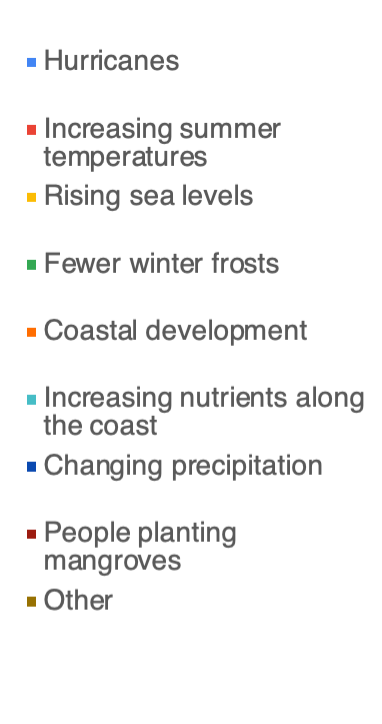 Hurricanes
Increasing summer
temperatures
Rising sea levels
Fewer winter frosts
Coastal development
Increasing nutrients along
the coast
Changing precipitation
People planting
mangroves
Other